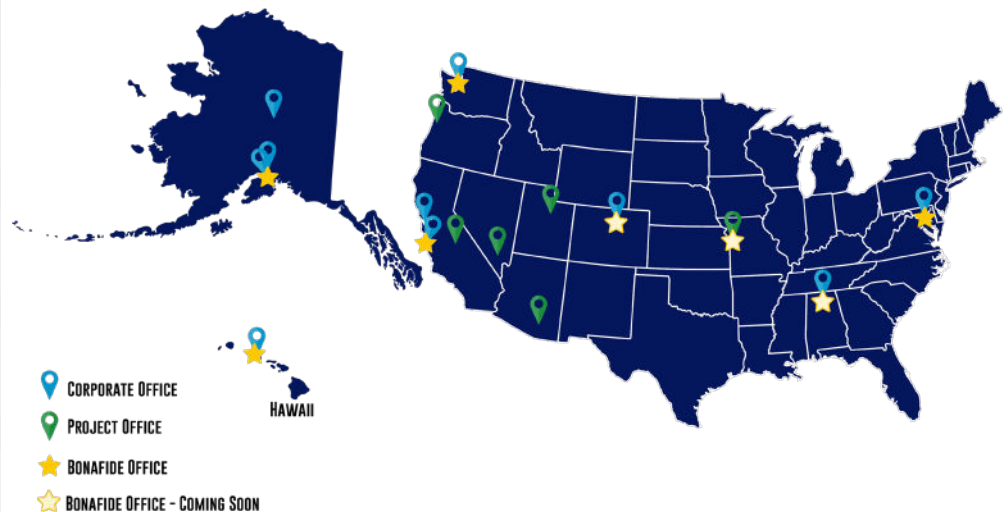 HAWAII
CORPORATE OFFICE
PROJECT OFFICE
BONAFIDE OFFICE
BONAFIDE OFFICE - COMING SOON